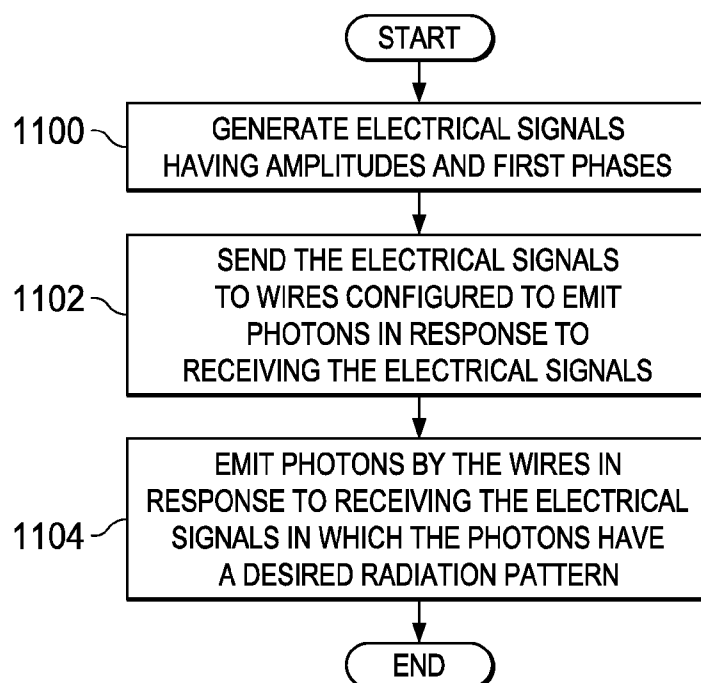 START
1100
GENERATE ELECTRICAL SIGNALS
HAVING AMPLITUDES AND FIRST PHASES
1102
SEND THE ELECTRICAL SIGNALS
TO WIRES CONFIGURED TO EMIT
PHOTONS IN RESPONSE TO
RECEIVING THE ELECTRICAL SIGNALS
1104
EMIT PHOTONS BY THE WIRES IN
RESPONSE TO RECEIVING THE ELECTRICAL
SIGNALS IN WHICH THE PHOTONS HAVE
A DESIRED RADIATION PATTERN
END